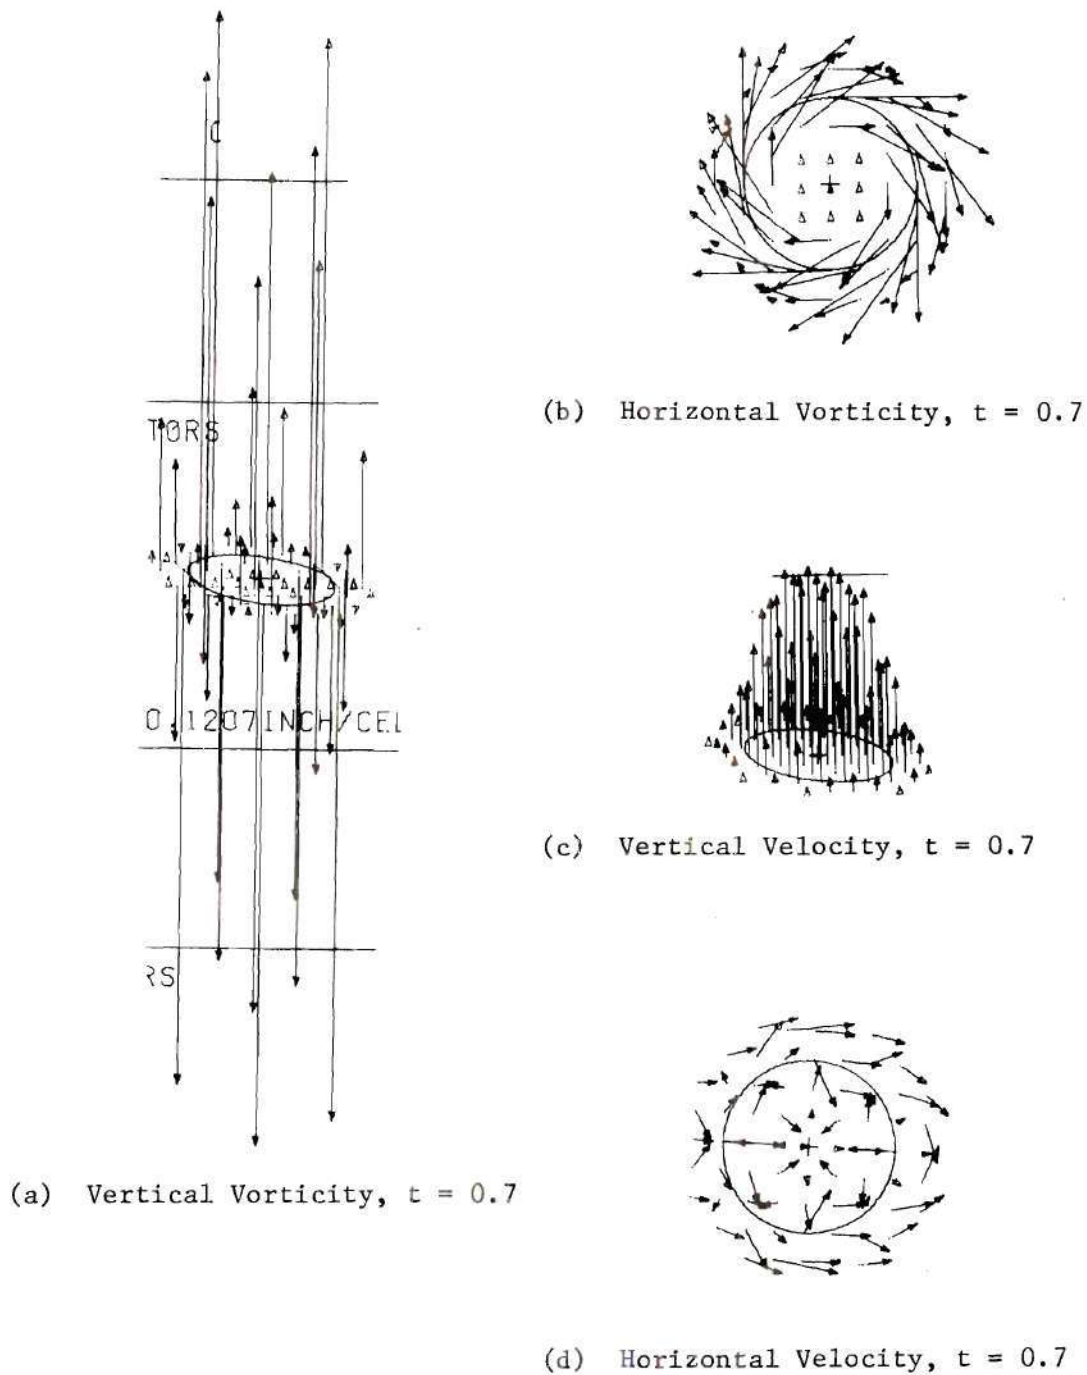 C
TORS
0.1207INCH/CEL
RS
(a) Vertical Vorticity, t = 0.7
(b) Horizontal Vorticity, t = 0.7
(c) Vertical Velocity, t = 0.7
(d) Horizontal Velocity, t = 0.7